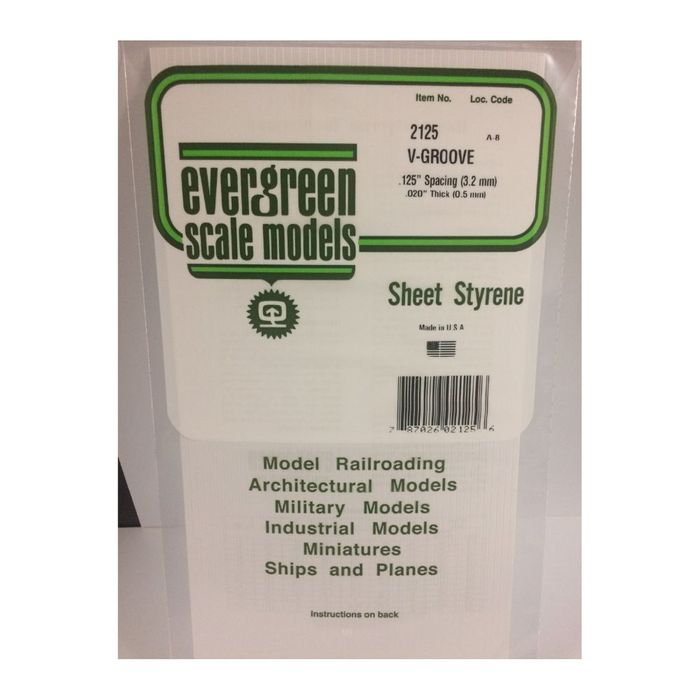 Item No. Loc. Code
2125 A-8
V-GROOVE
.125" Spacing (3.2 mm)
.020" Thick (0.5 mm)
evergreen
scale models
Sheet Styrene
Made in U S A
7 87026 02125 6
Model Railroading
Architectural Models
Military Models
Industrial Models
Miniatures
Ships and Planes
Instructions on back